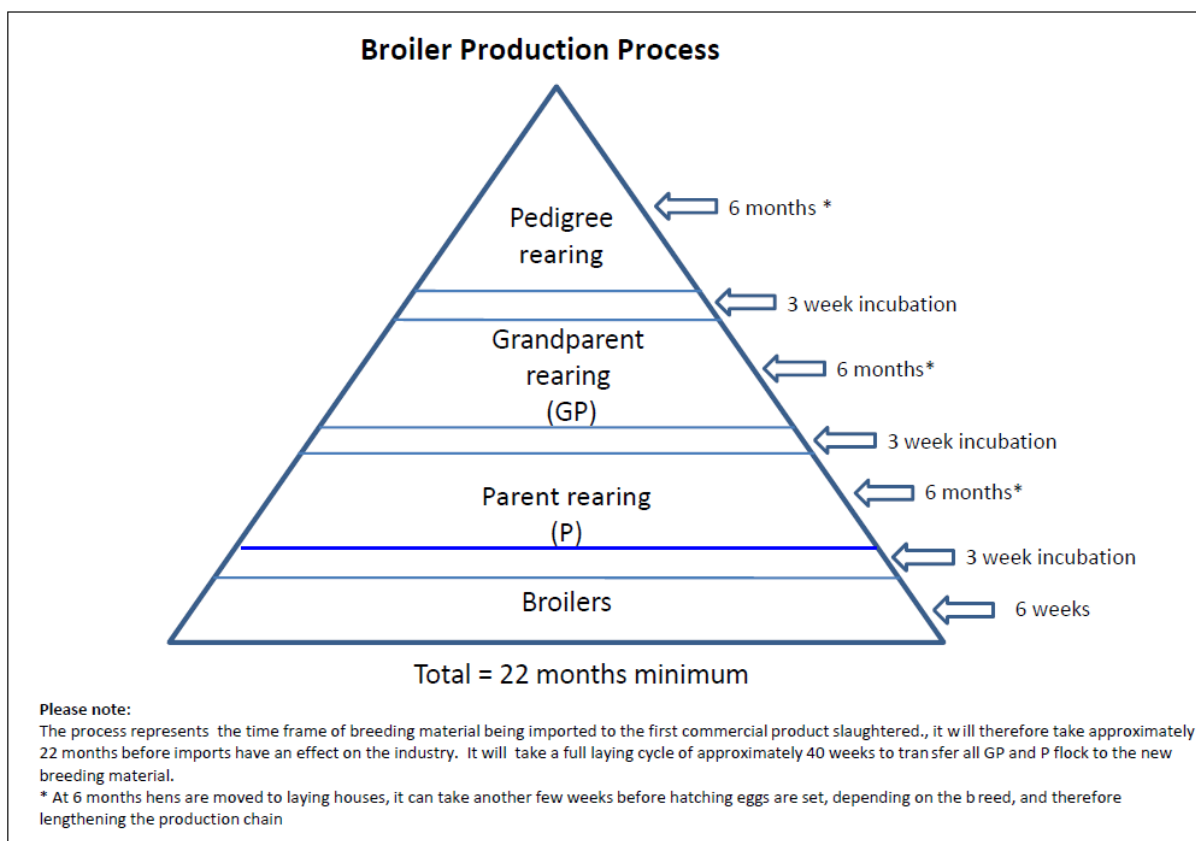 Broiler Production Process
6 months *
Pedigree
rearing
3 week incubation
Grandparent
rearing
(GP)
6 months*
3 week incubation
6 months*
Parent rearing
(P)
3 week incubation
Broilers
6 weeks
Total = 22 months minimum
Please note:
The process represents the time frame of breeding material being imported to the first commercial product slaughtered., it will therefore take approximately
22 months before imports have an effect on the industry. It will take a full laying cycle of approximately 40 weeks to transfer all GP and P flock to the new
breeding material.
* At 6 months hens are moved to laying houses, it can take another few weeks before hatching eggs are set, depending on the breed, and therefore
lengthening the production chain